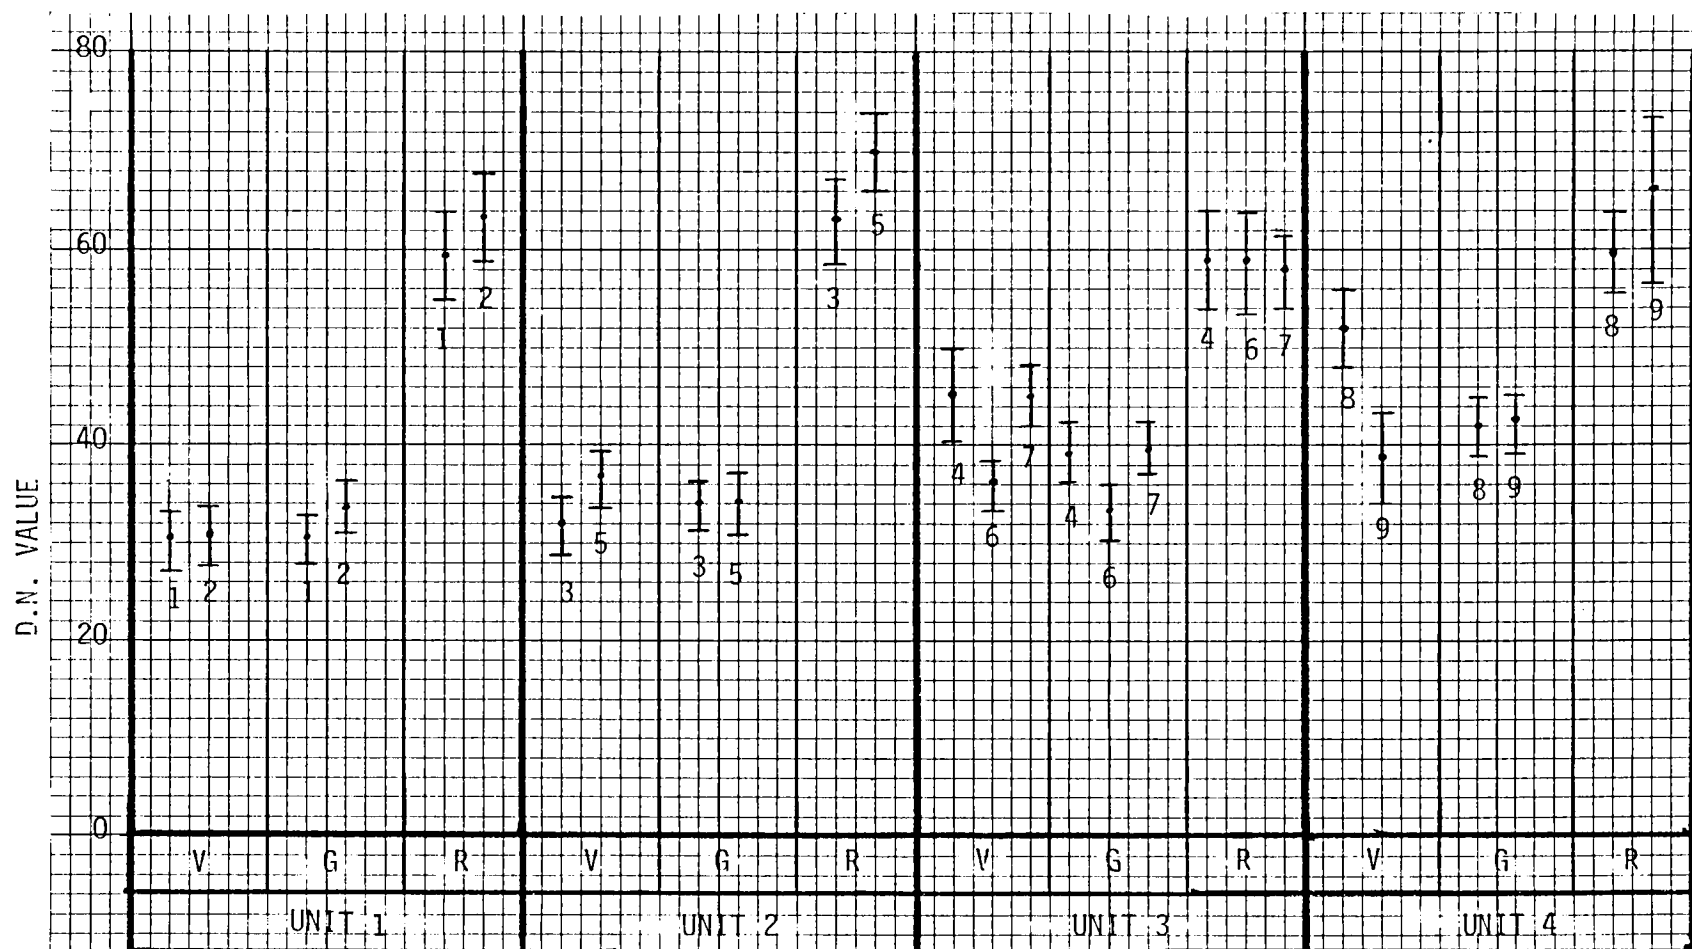 80
60
40
20
0
D.N. VALUE
1 2 1 2 1 2
3 5 3 5 3 5
4 6 7 4 6 7 4 6 7
8 9 8 9 8 9
V G R V G R V G R V G R
UNIT 1 UNIT 2 UNIT 3 UNIT 4